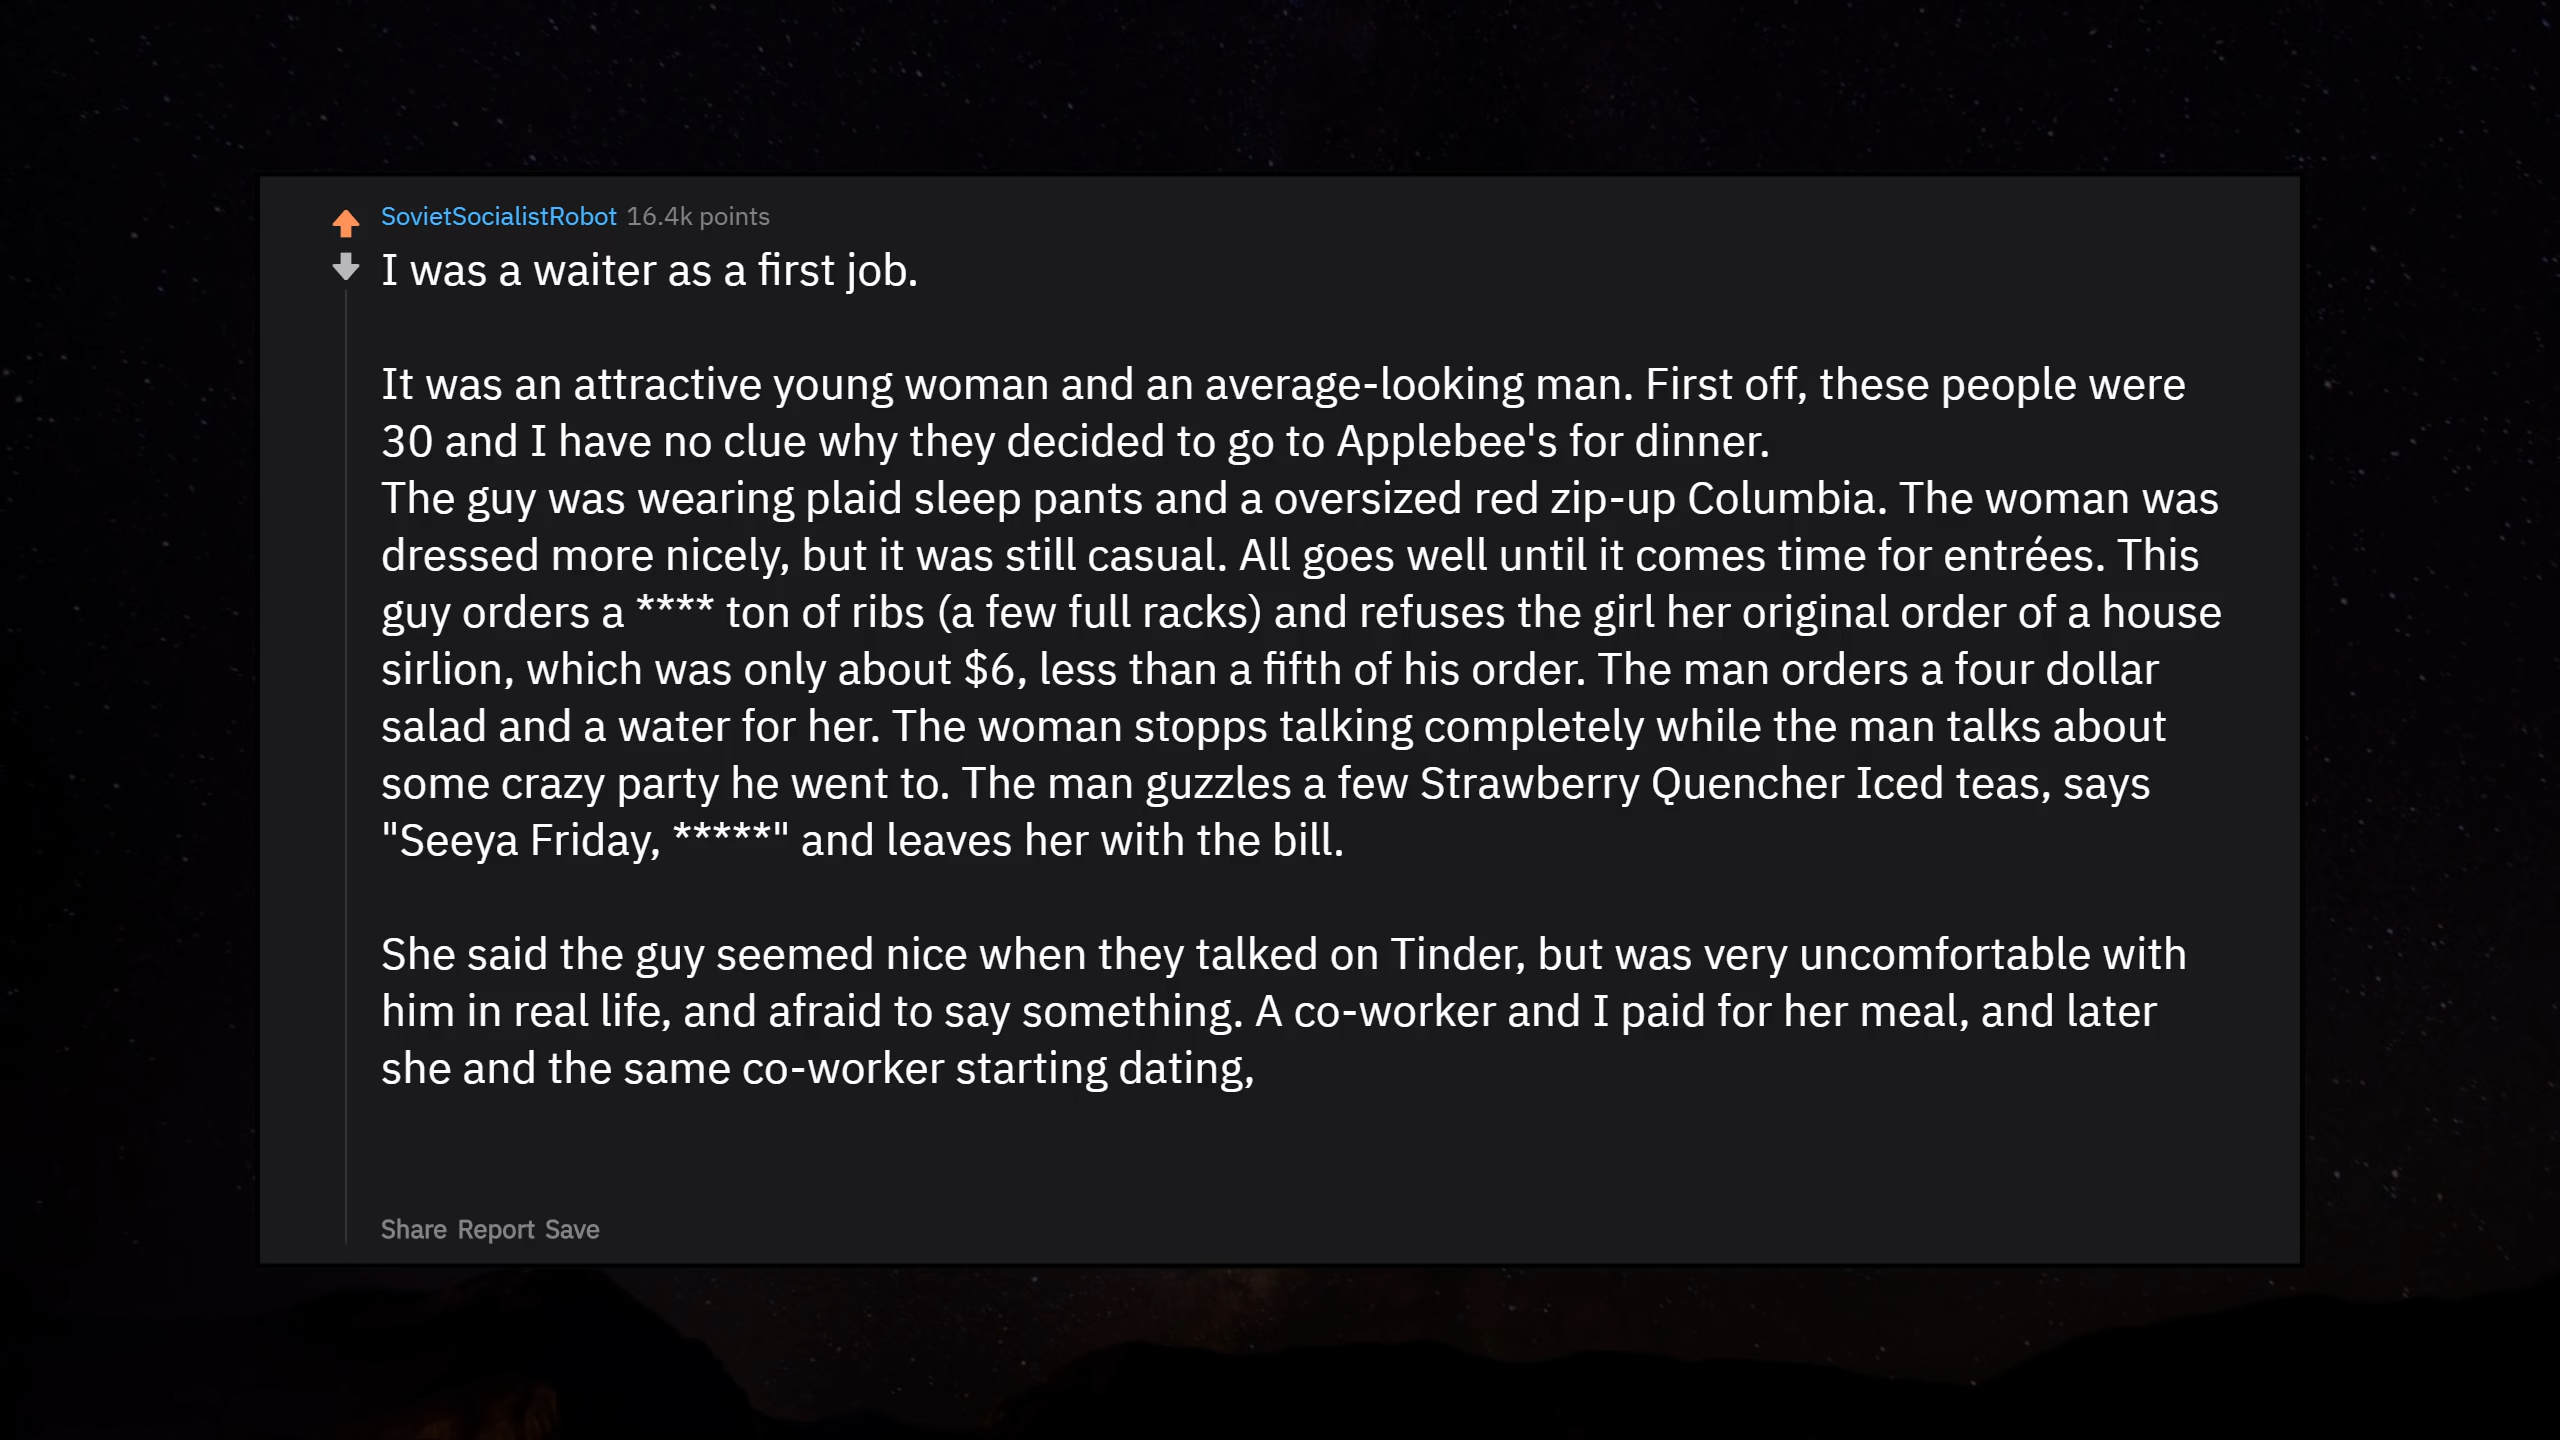 SovietSocialistRobot 16.4k points
I was a waiter as a first job.
It was an attractive young woman and an average-looking man. First off, these people were
30 and I have no clue why they decided to go to Applebee's for dinner.
The guy was wearing plaid sleep pants and a oversized red zip-up Columbia. The woman was
dressed more nicely, but it was still casual. All goes well until it comes time for entrées. This
guy orders a **** ton of ribs (a few full racks) and refuses the girl her original order of a house
sirlion, which was only about $6, less than a fifth of his order. The man orders a four dollar
salad and a water for her. The woman stopps talking completely while the man talks about
some crazy party he went to. The man guzzles a few Strawberry Quencher Iced teas, says
"Seeya Friday, *****" and leaves her with the bill.
She said the guy seemed nice when they talked on Tinder, but was very uncomfortable with
him in real life, and afraid to say something. A co-worker and I paid for her meal, and later
she and the same co-worker starting dating,
Share Report Save